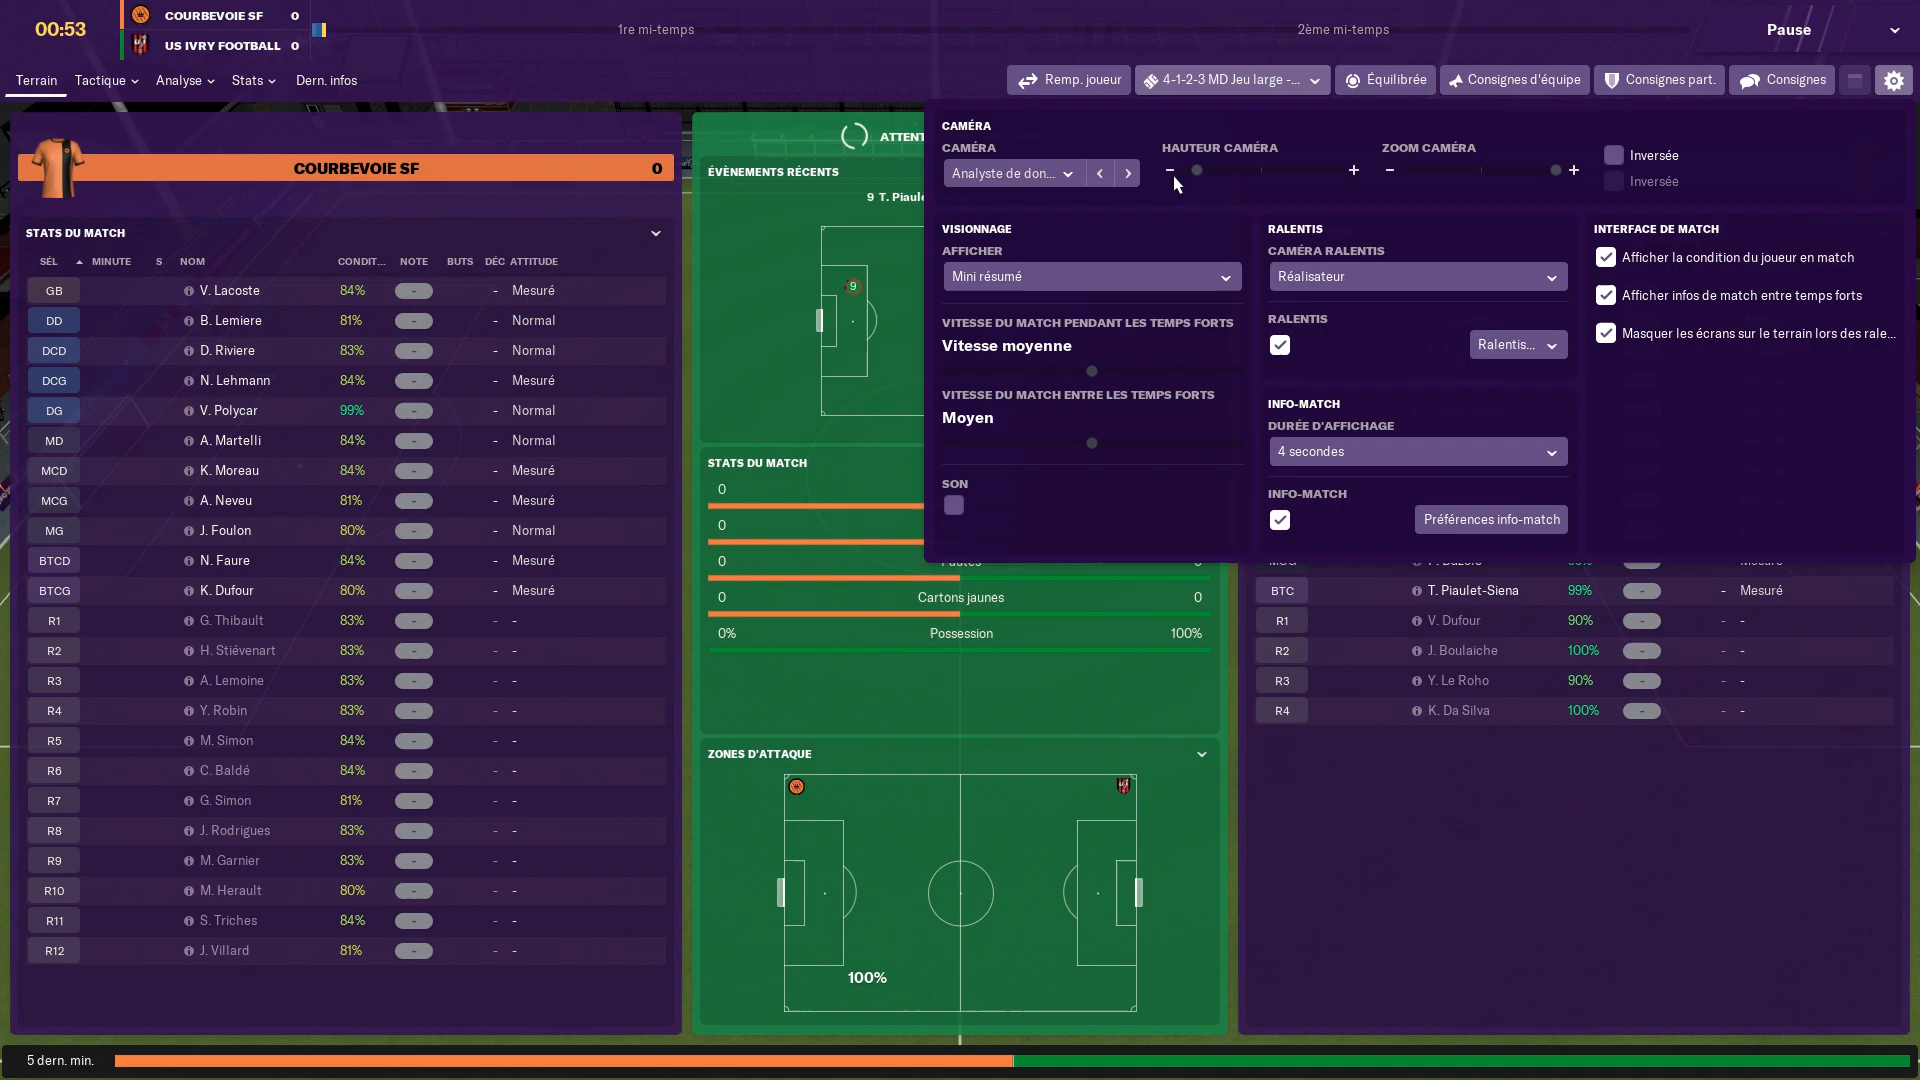 00:53
COURBEVOIE SF 0
US IVRY FOOTBALL 0
1re mi-temps
2ème mi-temps
Pause
Terrain Tactique Analyse Stats Dern. infos
Remp. joueur 4-1-2-3 MD Jeu large -... Équilibrée Consignes d'équipe Consignes part. Consignes
COURBEVOIE SF 0
STATS DU MATCH
SÉL MINUTE S NOM CONDIT... NOTE BUTS DÉC ATTITUDE
GB V. Lacoste 84% - - Mesuré
DD B. Lemiere 81% - - Normal
DCD D. Riviere 83% - - Normal
DCG N. Lehmann 84% - - Mesuré
DG V. Polycar 99% - - Normal
MD A. Martelli 84% - - Normal
MCD K. Moreau 84% - - Mesuré
MCG A. Neveu 81% - - Mesuré
MG J. Foulon 80% - - Normal
BTCD N. Faure 84% - - Mesuré
BTCG K. Dufour 80% - - Mesuré
R1 G. Thibault 83% - - -
R2 H. Stiévenart 83% - - -
R3 A. Lemoine 83% - - -
R4 Y. Robin 83% - - -
R5 M. Simon 84% - - -
R6 C. Baldé 84% - - -
R7 G. Simon 81% - - -
R8 J. Rodrigues 83% - - -
R9 M. Garnier 83% - - -
R10 M. Herault 80% - - -
R11 S. Triches 84% - - -
R12 J. Villard 81% - - -
ATTENT
ÉVÈNEMENTS RÉCENTS
9 T. Piaule
9
STATS DU MATCH
0
0
0 Fautes 0
0 Cartons jaunes 0
0% Possession 100%
ZONES D'ATTAQUE
100%
CAMÉRA
CAMÉRA HAUTEUR CAMÉRA ZOOM CAMÉRA
Analyste de don... < > - + - +
Inversée
Inversée
VISIONNAGE
AFFICHER
Mini résumé
VITESSE DU MATCH PENDANT LES TEMPS FORTS
Vitesse moyenne
VITESSE DU MATCH ENTRE LES TEMPS FORTS
Moyen
SON
RALENTIS
CAMÉRA RALENTIS
Réalisateur
RALENTIS
Ralentis...
INFO-MATCH
DURÉE D'AFFICHAGE
4 secondes
INFO-MATCH
Préférences info-match
INTERFACE DE MATCH
Afficher la condition du joueur en match
Afficher infos de match entre temps forts
Masquer les écrans sur le terrain lors des rale...
BTC T. Piaulet-Siena 99% - - Mesuré
R1 V. Dufour 90% - - -
R2 J. Boulaiche 100% - - -
R3 Y. Le Roho 90% - - -
R4 K. Da Silva 100% - - -
5 dern. min.